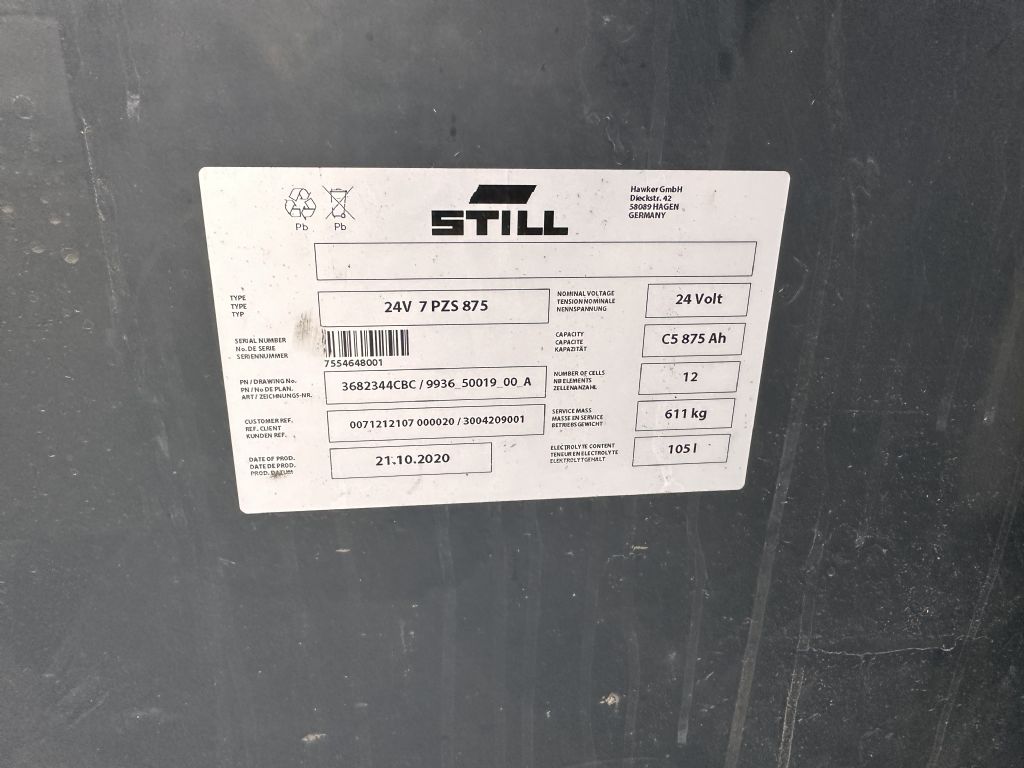 Pb Pb
STILL
Hawker GmbH
Dieckstr. 42
58089 HAGEN
GERMANY
TYPE
TYPE
TYP
24V 7 PZS 875
NOMINAL VOLTAGE
TENSION NOMINALE
NENNSPANNUNG
24 Volt
SERIAL NUMBER
No. DE SERIE
SERIENNUMMER
7554648001
CAPACITY
CAPACITE
KAPAZITÄT
C5 875 Ah
PN / DRAWING No.
PN / No DE PLAN.
ART / ZEICHNUNGS-NR.
3682344CBC / 9936_50019_00_A
NUMBER OF CELLS
NB ELEMENTS
ZELLENANZAHL
12
CUSTOMER REF.
REF. CLIENT
KUNDEN REF.
0071212107 000020 / 3004209001
SERVICE MASS
MASSE EN SERVICE
BETRIEBSGEWICHT
611 kg
DATE OF PROD.
DATE DE PROD.
PROD. DATUM
21.10.2020
ELECTROLYTE CONTENT
TENEUR EN ELECTROLYTE
ELEKTROLYTGEHALT
105 l